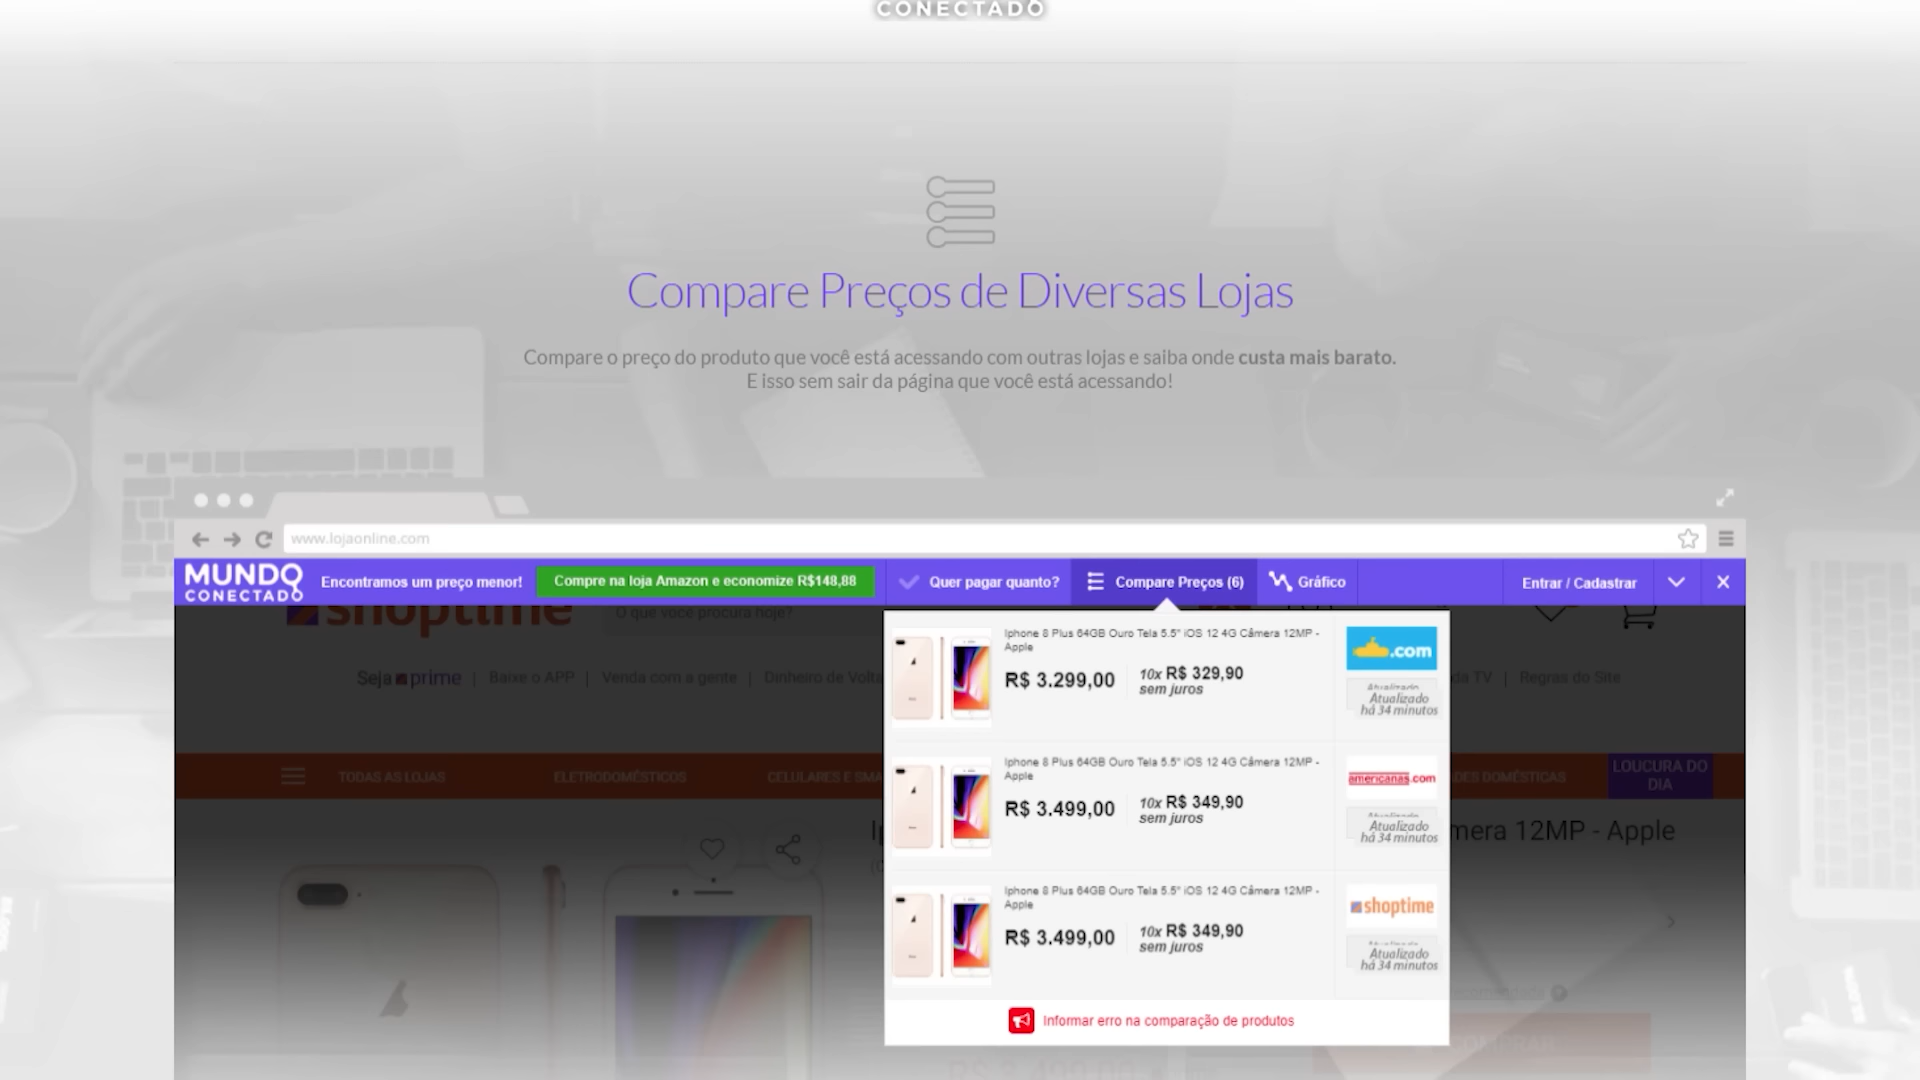 CONECTADO
Compare Preços de Diversas Lojas
Compare o preço do produto que você está acessando com outras lojas e saiba onde custa mais barato.
E isso sem sair da página que você está acessando!
www.lojaonline.com
MUNDO
CONECTADO
Encontramos um preço menor!
Compre na loja Amazon e economize R$148,88
Quer pagar quanto?
Compare Preços (6)
Gráfico
Entrar / Cadastrar
shoptime
O que você procura hoje?
Seja prime | Baixe o APP | Venda com a gente | Dinheiro de Volta
da TV | Regras do Site
TODAS AS LOJAS
ELETRODOMÉSTICOS
CELULARES E SMA
DES DOMÉSTICAS
LOUCURA DO
DIA
mera 12MP - Apple
Iphone 8 Plus 64GB Ouro Tela 5.5" iOS 12 4G Câmera 12MP -
Apple
R$ 3.299,00
10x R$ 329,90
sem juros
.com
Atualizado
há 34 minutos
Iphone 8 Plus 64GB Ouro Tela 5.5" iOS 12 4G Câmera 12MP -
Apple
R$ 3.499,00
10x R$ 349,90
sem juros
americanas.com
Atualizado
há 34 minutos
Iphone 8 Plus 64GB Ouro Tela 5.5" iOS 12 4G Câmera 12MP -
Apple
R$ 3.499,00
10x R$ 349,90
sem juros
shoptime
Atualizado
há 34 minutos
Informar erro na comparação de produtos
R$ 3.499,00
COMPRAR